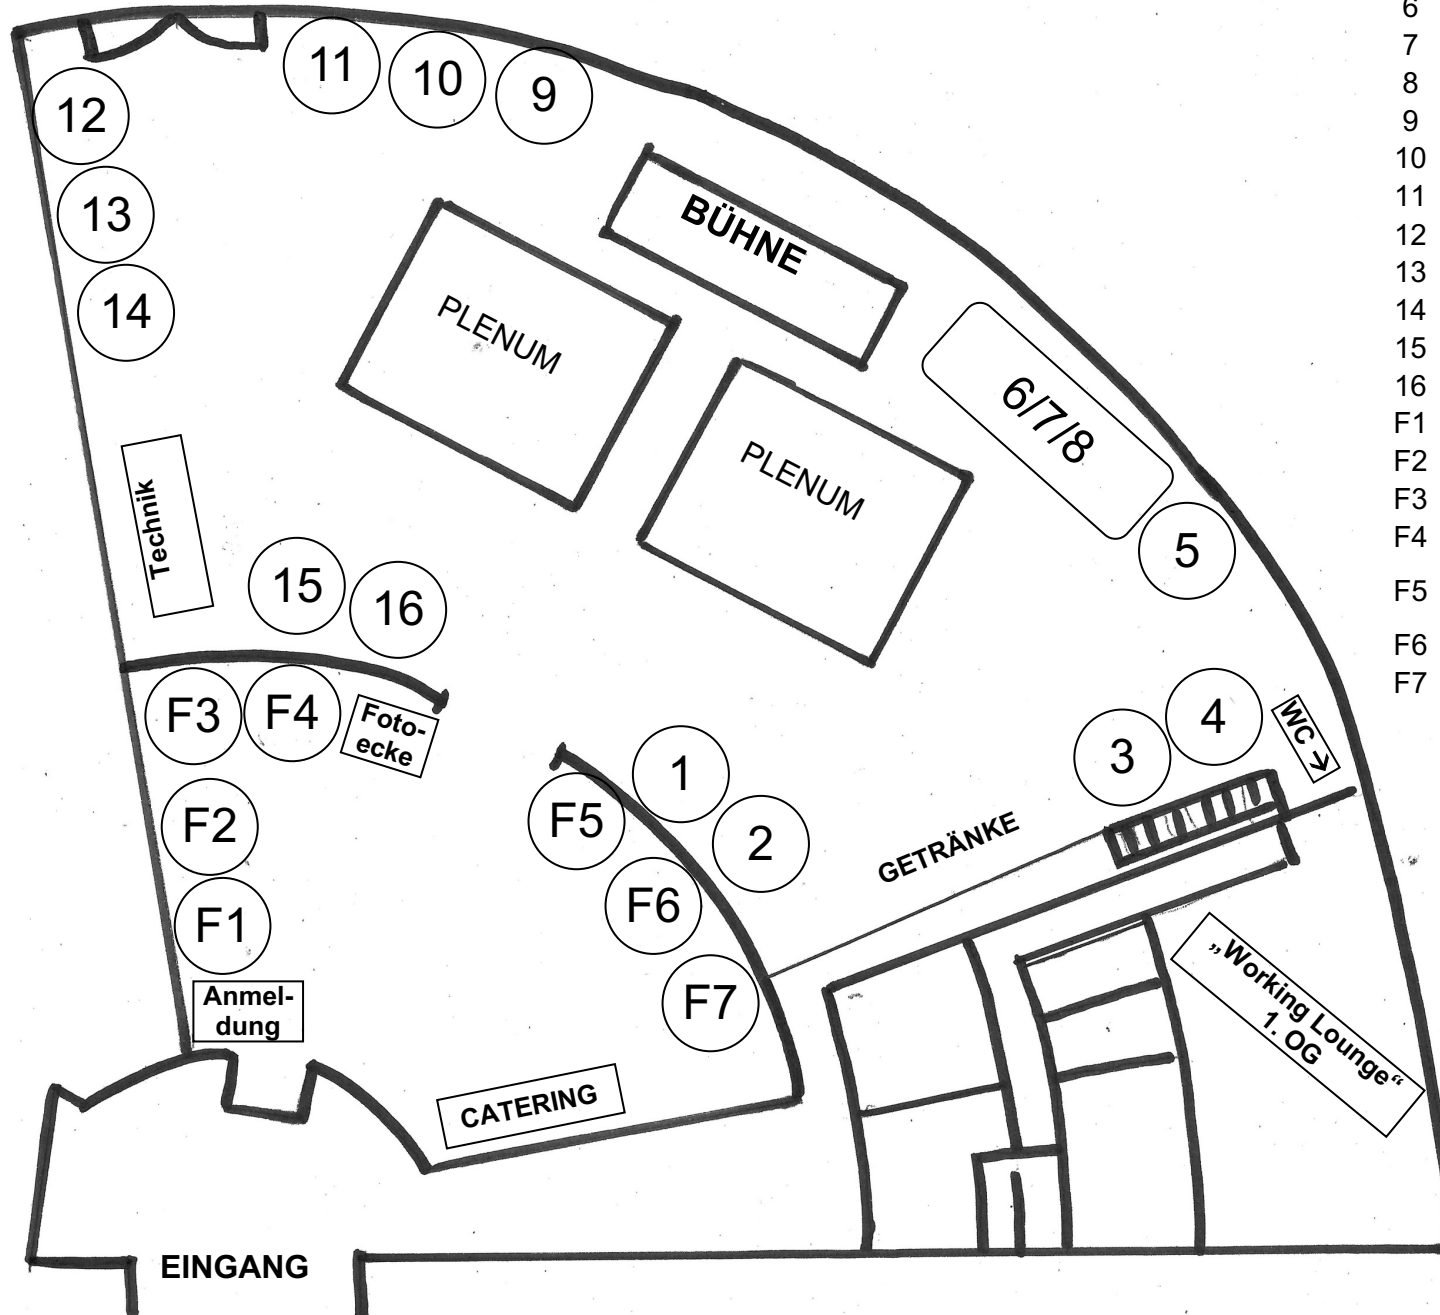 11
10
9
12
13
14
BÜHNE
PLENUM
PLENUM
6/7/8
5
Technik
15
16
F3
F4
Foto-
ecke
F2
F1
Anmel-
dung
F5
1
2
F6
F7
3
4
WC →
GETRÄNKE
„Working Lounge“
1. OG
CATERING
EINGANG
6
7
8
9
10
11
12
13
14
15
16
F1
F2
F3
F4
F5
F6
F7